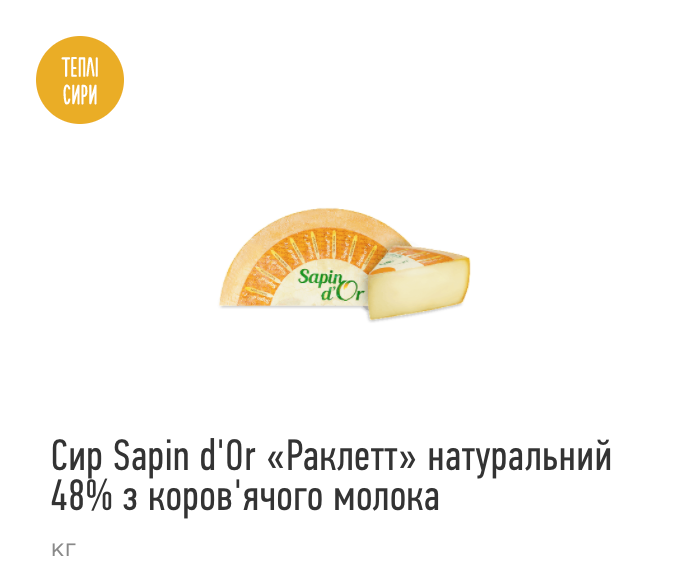 ТЕПЛІ
СИРИ
Sapin
d'Or
Сир Sapin d'Or «Раклетт» натуральний
48% з коров'ячого молока
кг